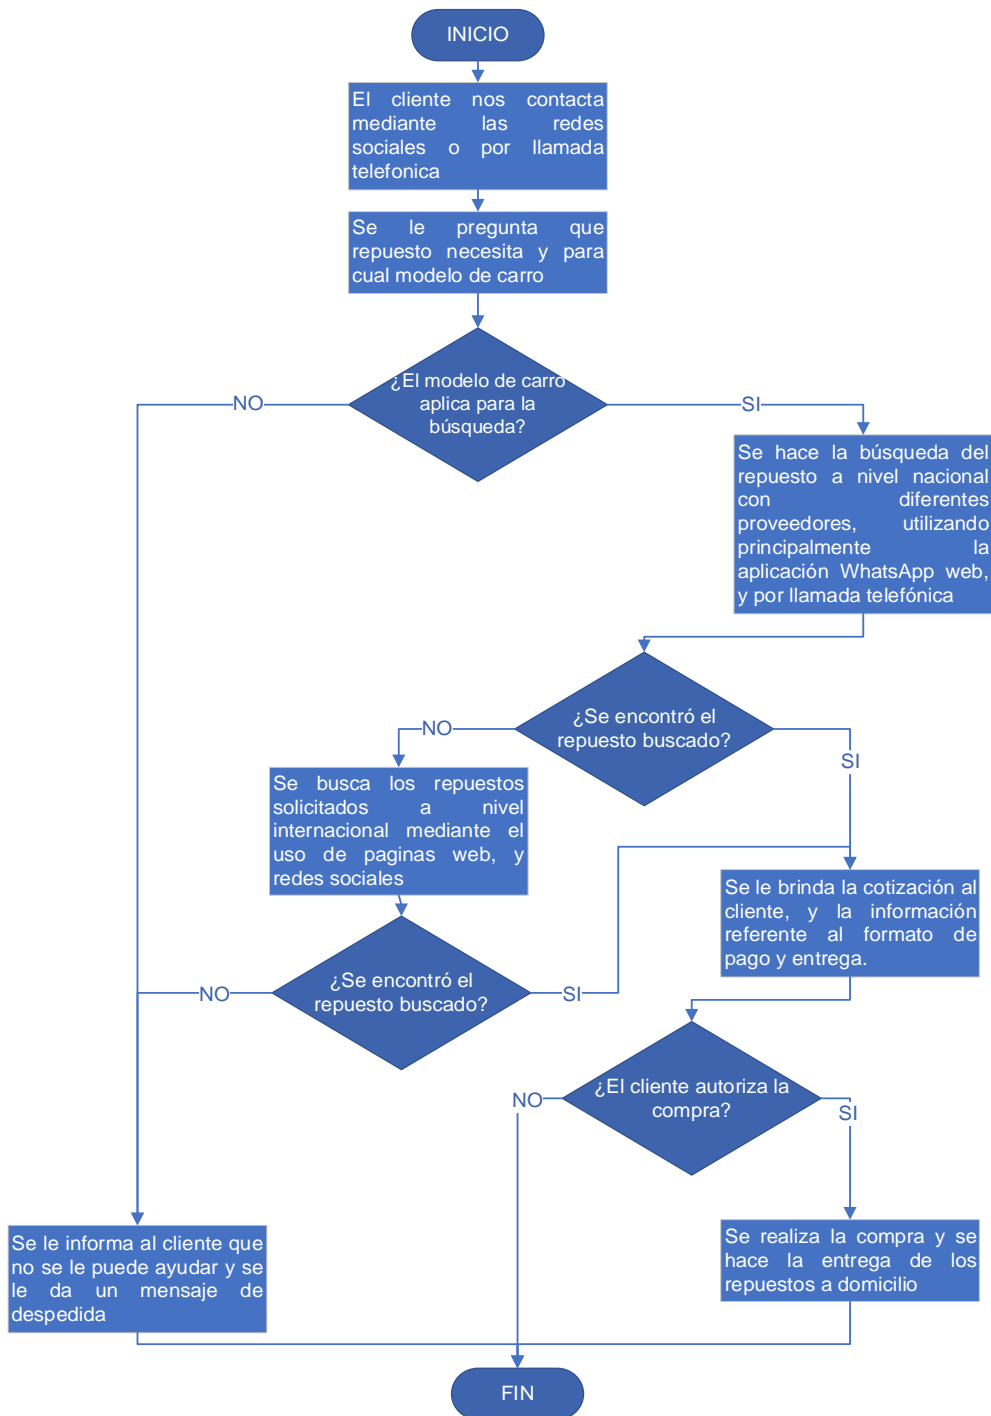 INICIO
El cliente nos contacta
mediante las redes
sociales o por llamada
telefonica
Se le pregunta que
repuesto necesita y para
cual modelo de carro
¿El modelo de carro
aplica para la
búsqueda?
NO
SI
Se hace la búsqueda del
repuesto a nivel nacional
con diferentes
proveedores, utilizando
principalmente la
aplicación WhatsApp web,
y por llamada telefónica
¿Se encontró el
repuesto buscado?
NO
SI
Se busca los repuestos
solicitados a nivel
internacional mediante el
uso de paginas web, y
redes sociales
Se le brinda la cotización al
cliente, y la información
referente al formato de
pago y entrega.
¿Se encontró el
repuesto buscado?
NO
SI
¿El cliente autoriza la
compra?
NO
SI
Se le informa al cliente que
no se le puede ayudar y se
le da un mensaje de
despedida
Se realiza la compra y se
hace la entrega de los
repuestos a domicilio
FIN